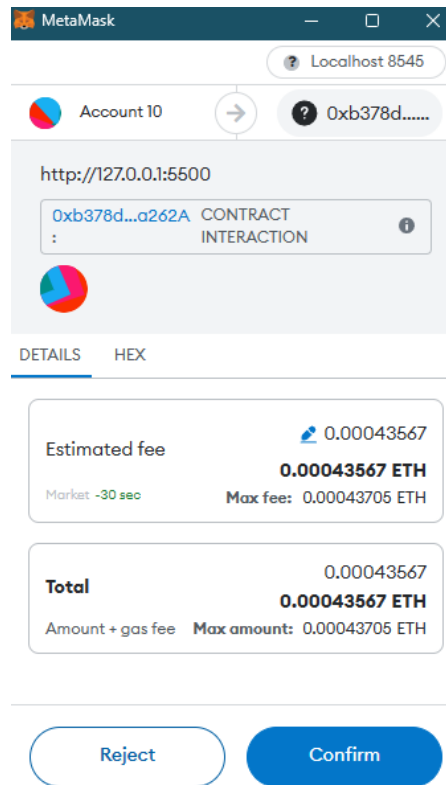 MetaMask
? Localhost 8545
Account 10
? 0xb378d......
http://127.0.0.1:5500
0xb378d...a262A : CONTRACT INTERACTION
DETAILS HEX
Estimated fee
0.00043567
0.00043567 ETH
Market ~30 sec
Max fee: 0.00043705 ETH
Total
0.00043567
0.00043567 ETH
Amount + gas fee Max amount: 0.00043705 ETH
Reject Confirm